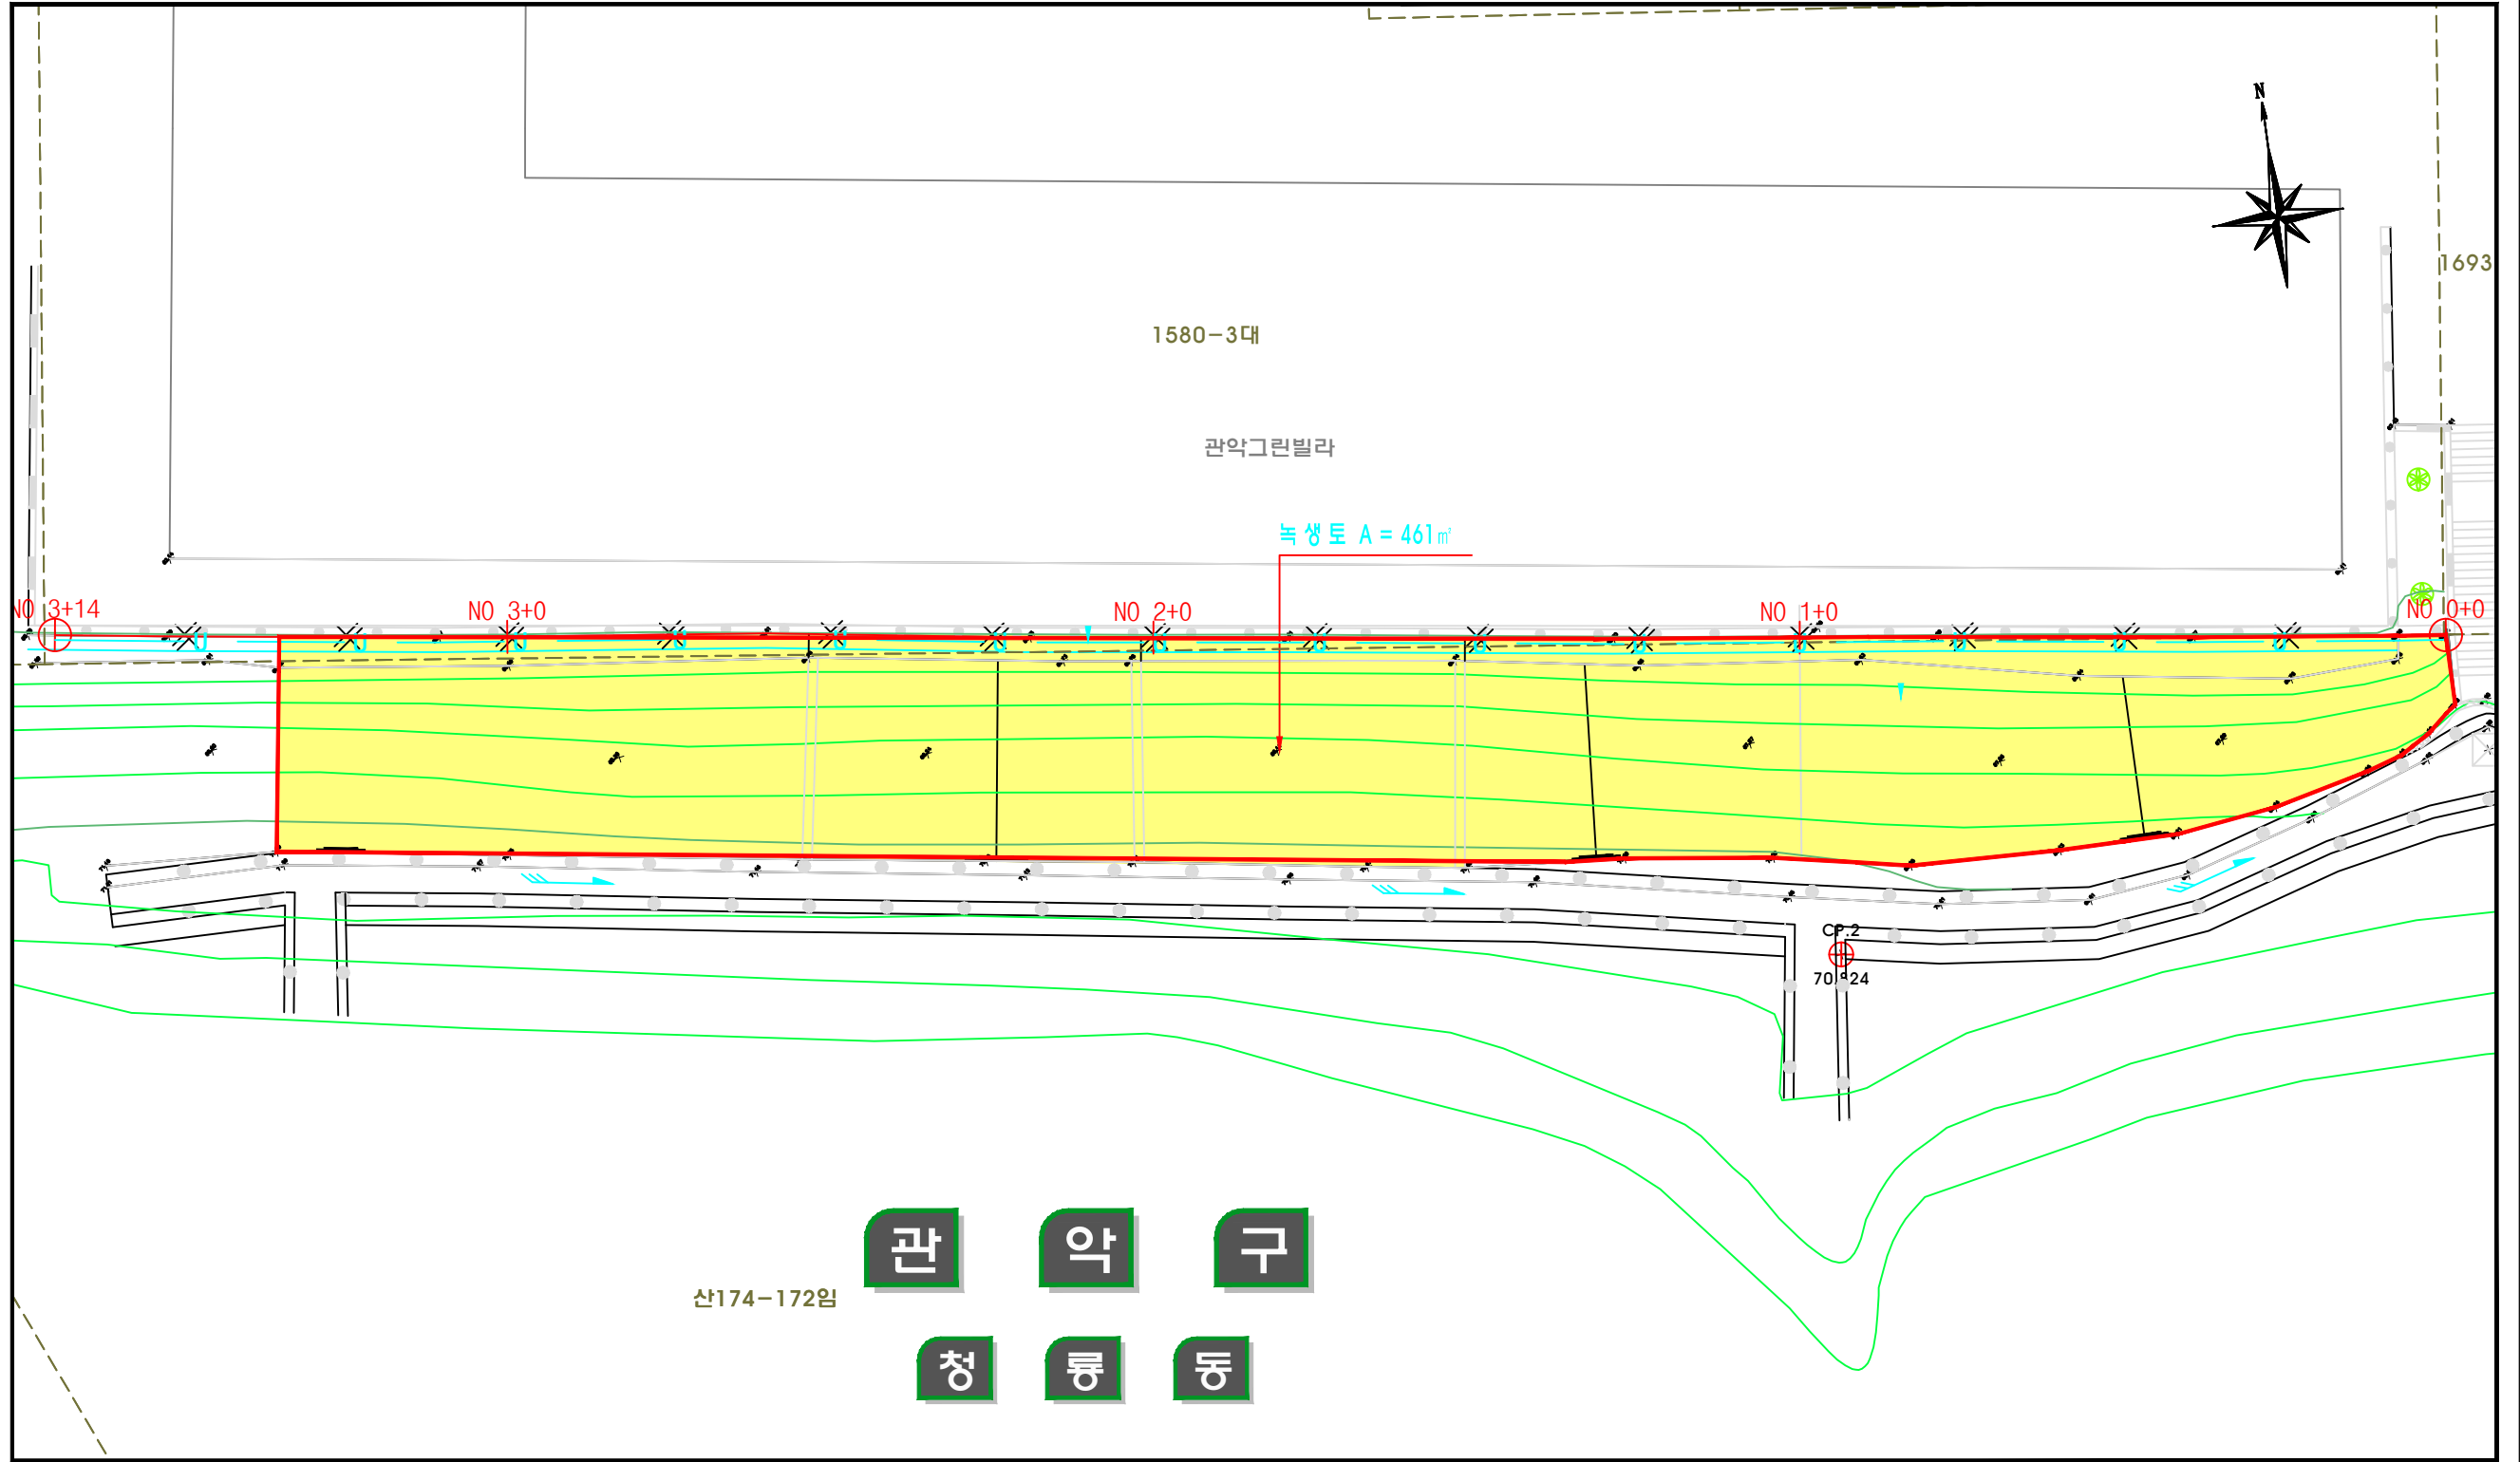 N
1693
1580-3대
관악그린빌라
녹 생 토 A = 461㎡
NO 3+14
NO 3+0
NO 2+0
NO 1+0
NO 0+0
U U U U U U U U U U U U U U
CP.2
관 악 구
산174-172임
청 룡 동